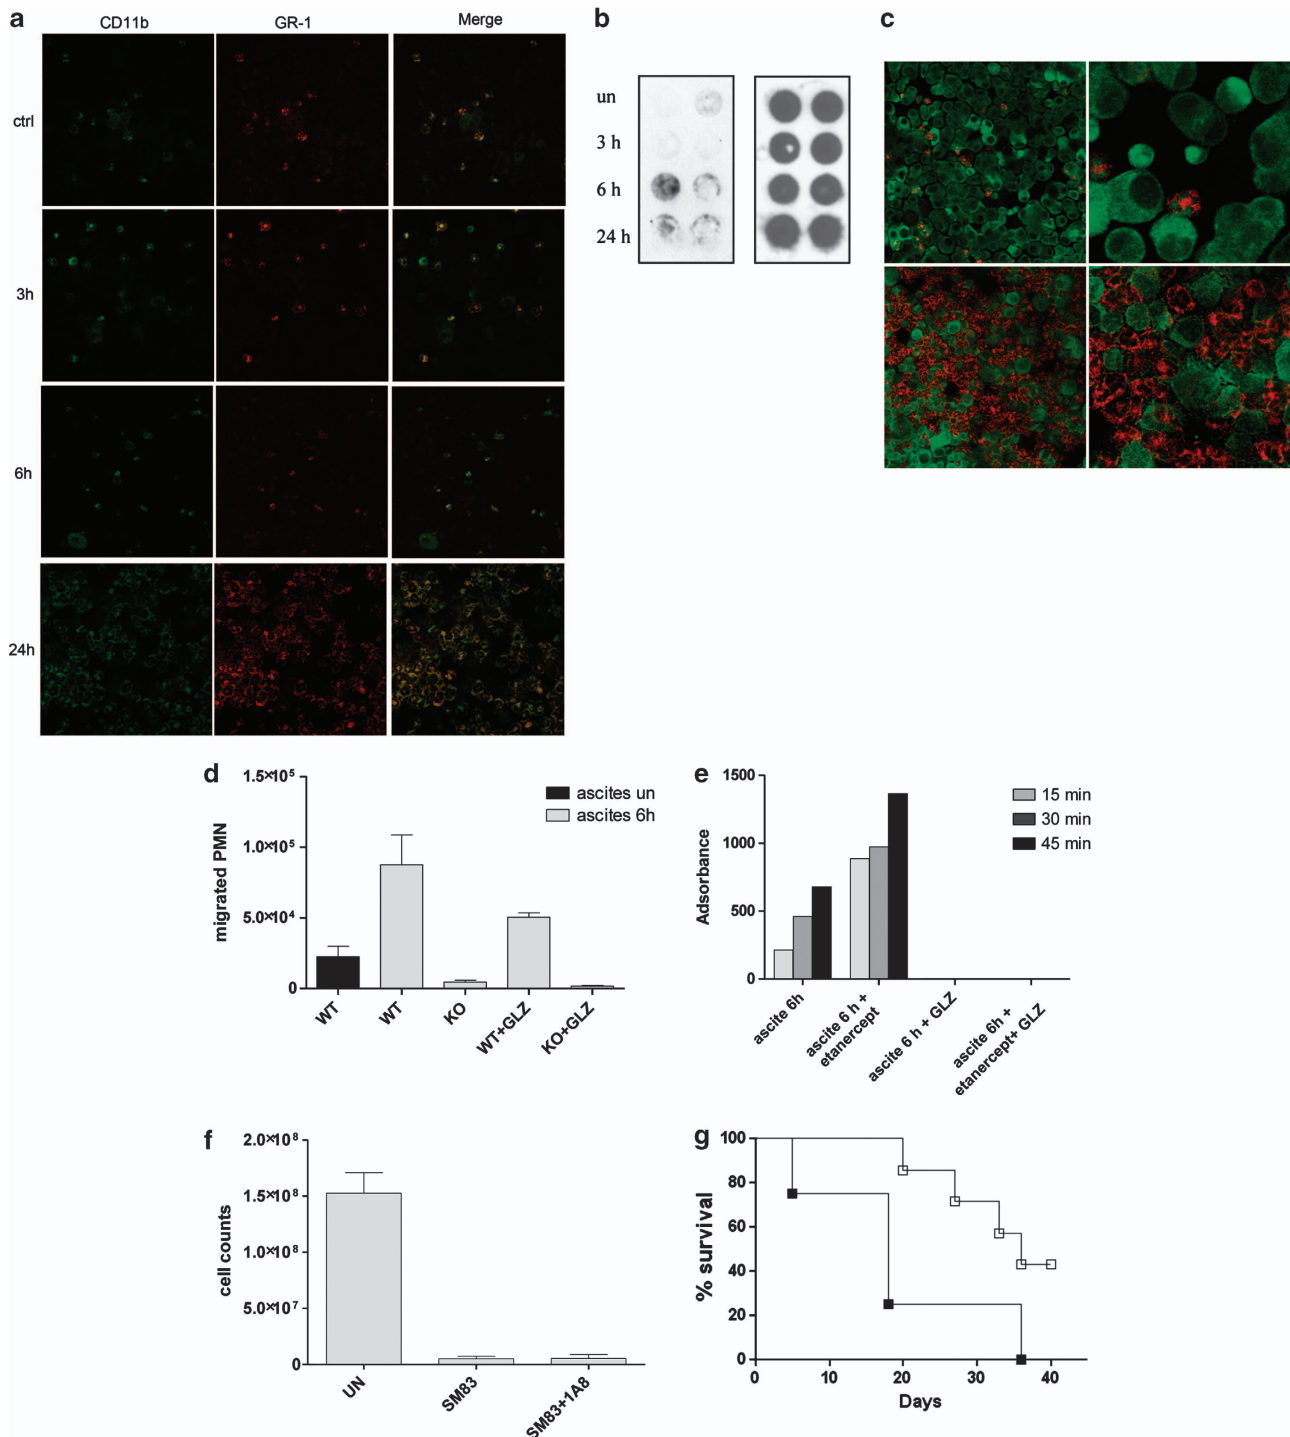 a
CD11b
GR-1
Merge
ctrl
3h
6h
24h
b
un
3 h
6 h
24 h
c
d
migrated PMN
1.5×10⁵
1.0×10⁵
5.0×10⁴
0
ascites un
ascites 6h
WT
WT
KO
WT+GLZ
KO+GLZ
e
Adsorbance
1500
1000
500
0
15 min
30 min
45 min
ascite 6h
ascite 6 h +
etanercept
ascite 6 h + GLZ
ascite 6h +
etanercept+ GLZ
f
cell counts
2.0×10⁸
1.5×10⁸
1.0×10⁸
5.0×10⁷
0
UN
SM83
SM83+1A8
g
% survival
100
80
60
40
20
0
0
10
20
30
40
Days